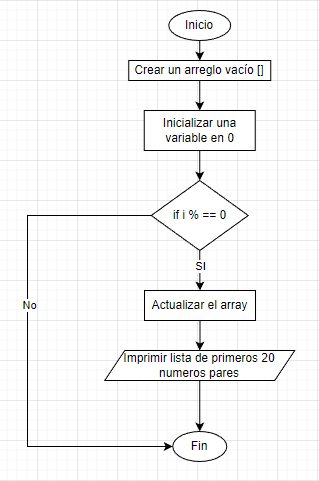 Inicio
Crear un arreglo vacío []
Inicializar una
variable en 0
if i % == 0
SI
No
Actualizar el array
Imprimir lista de primeros 20
numeros pares
Fin